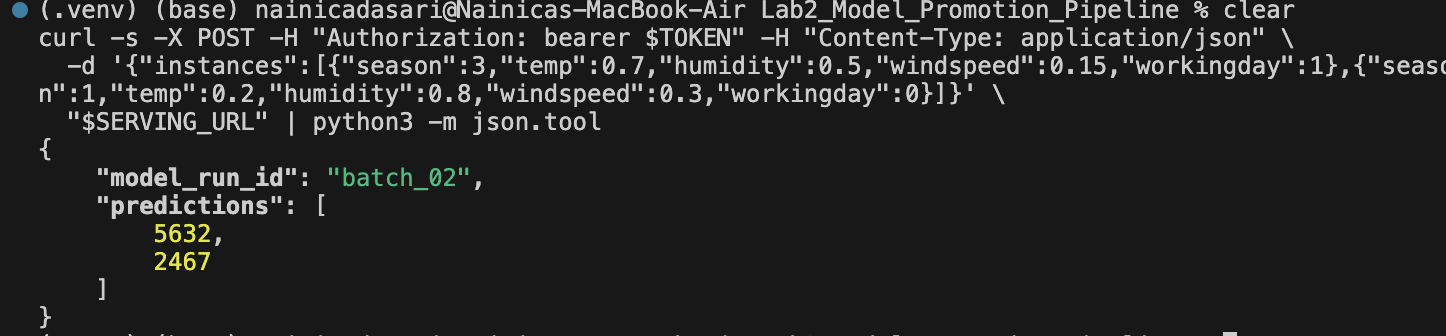 (.venv) (base) nainicadasari@Nainicas-MacBook-Air Lab2_Model_Promotion_Pipeline % clear
curl -s -X POST -H "Authorization: bearer $TOKEN" -H "Content-Type: application/json" \
  -d '{"instances":[{"season":3,"temp":0.7,"humidity":0.5,"windspeed":0.15,"workingday":1},{"seaso
n":1,"temp":0.2,"humidity":0.8,"windspeed":0.3,"workingday":0}]}' \
  "$SERVING_URL" | python3 -m json.tool
{
    "model_run_id": "batch_02",
    "predictions": [
        5632,
        2467
    ]
}